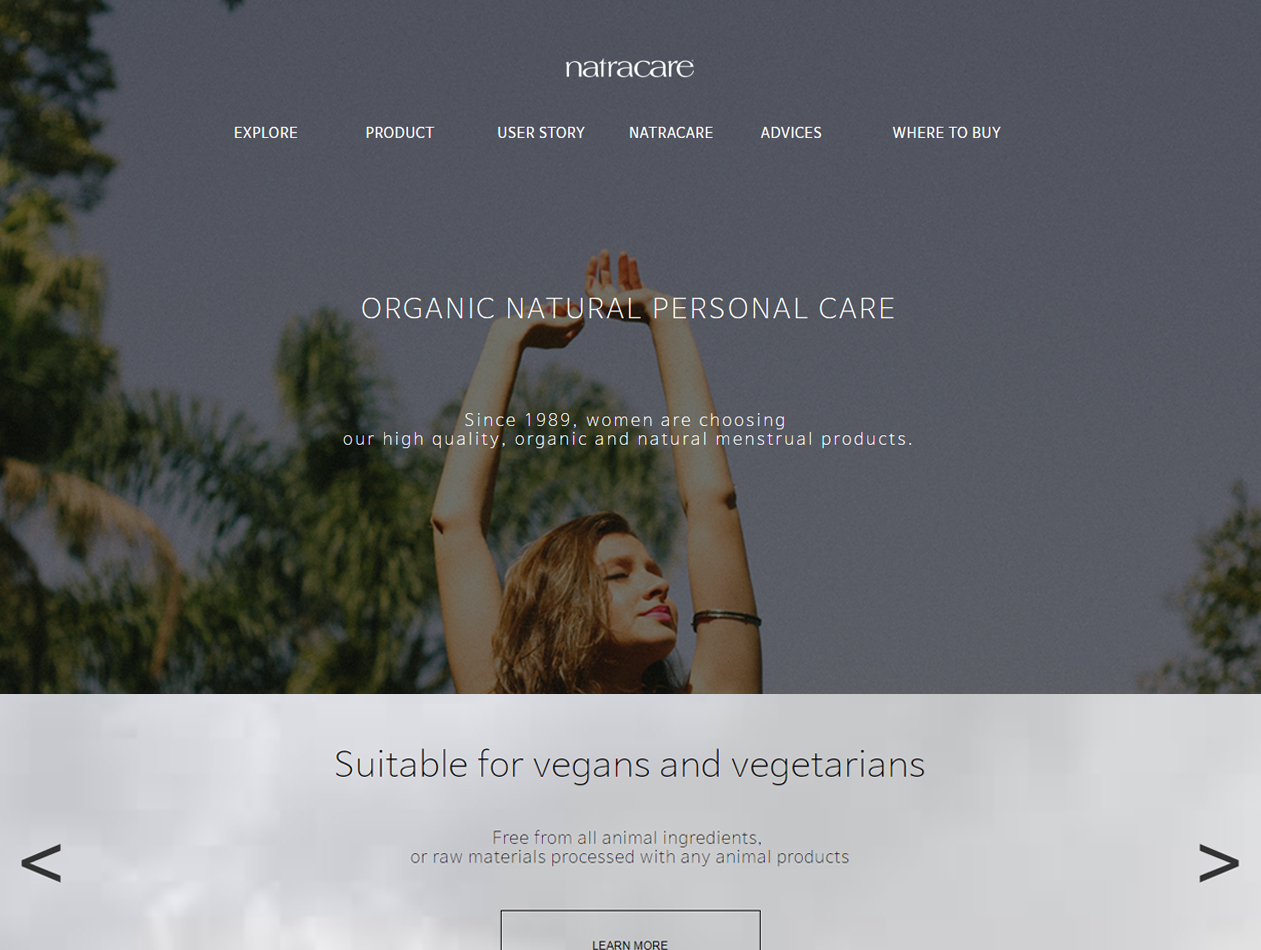 natracare
EXPLORE PRODUCT USER STORY NATRACARE ADVICES WHERE TO BUY
ORGANIC NATURAL PERSONAL CARE
Since 1989, women are choosing
our high quality, organic and natural menstrual products.
Suitable for vegans and vegetarians
Free from all animal ingredients,
or raw materials processed with any animal products
< >
LEARN MORE